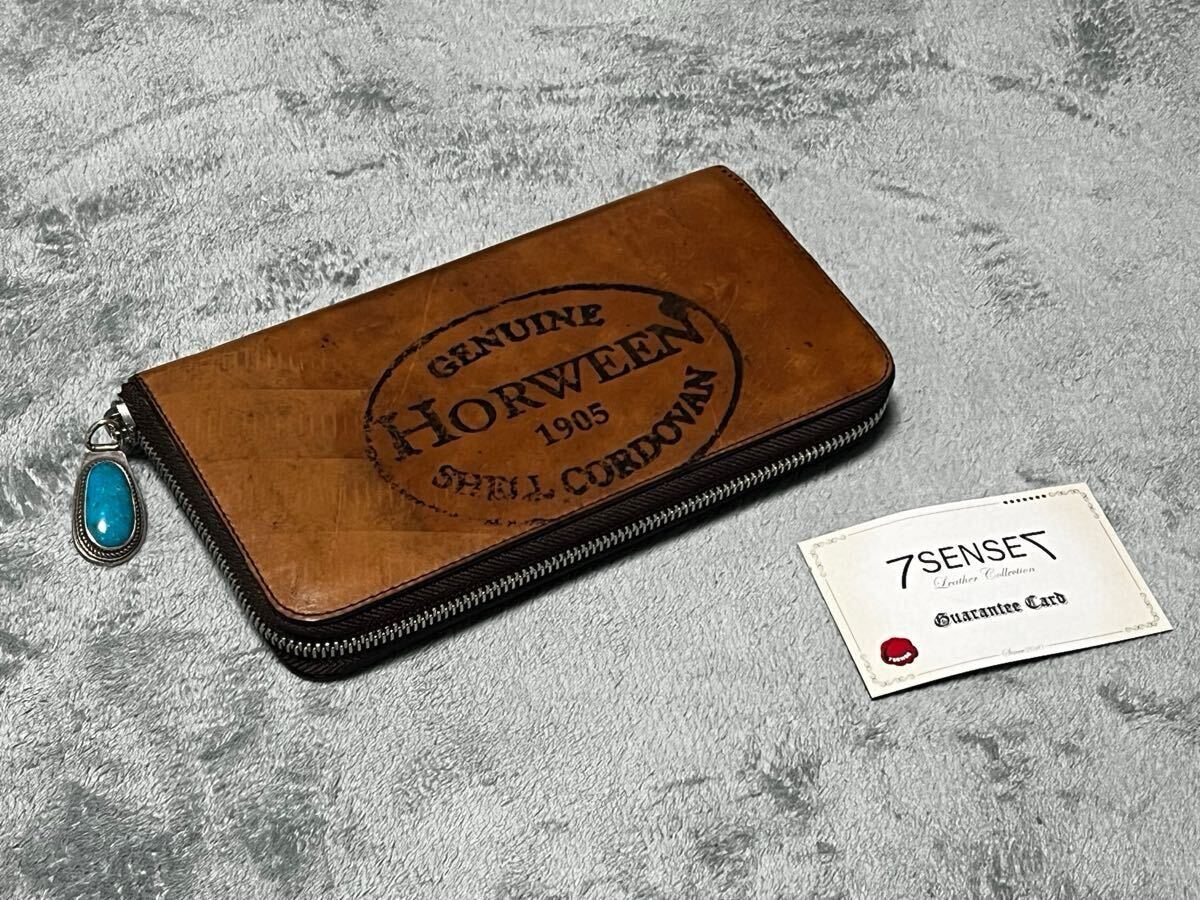 GENUINE
HORWEEN
1905
SHELL CORDOVAN
7SENSE7
Leather Collection
Guarantee Card